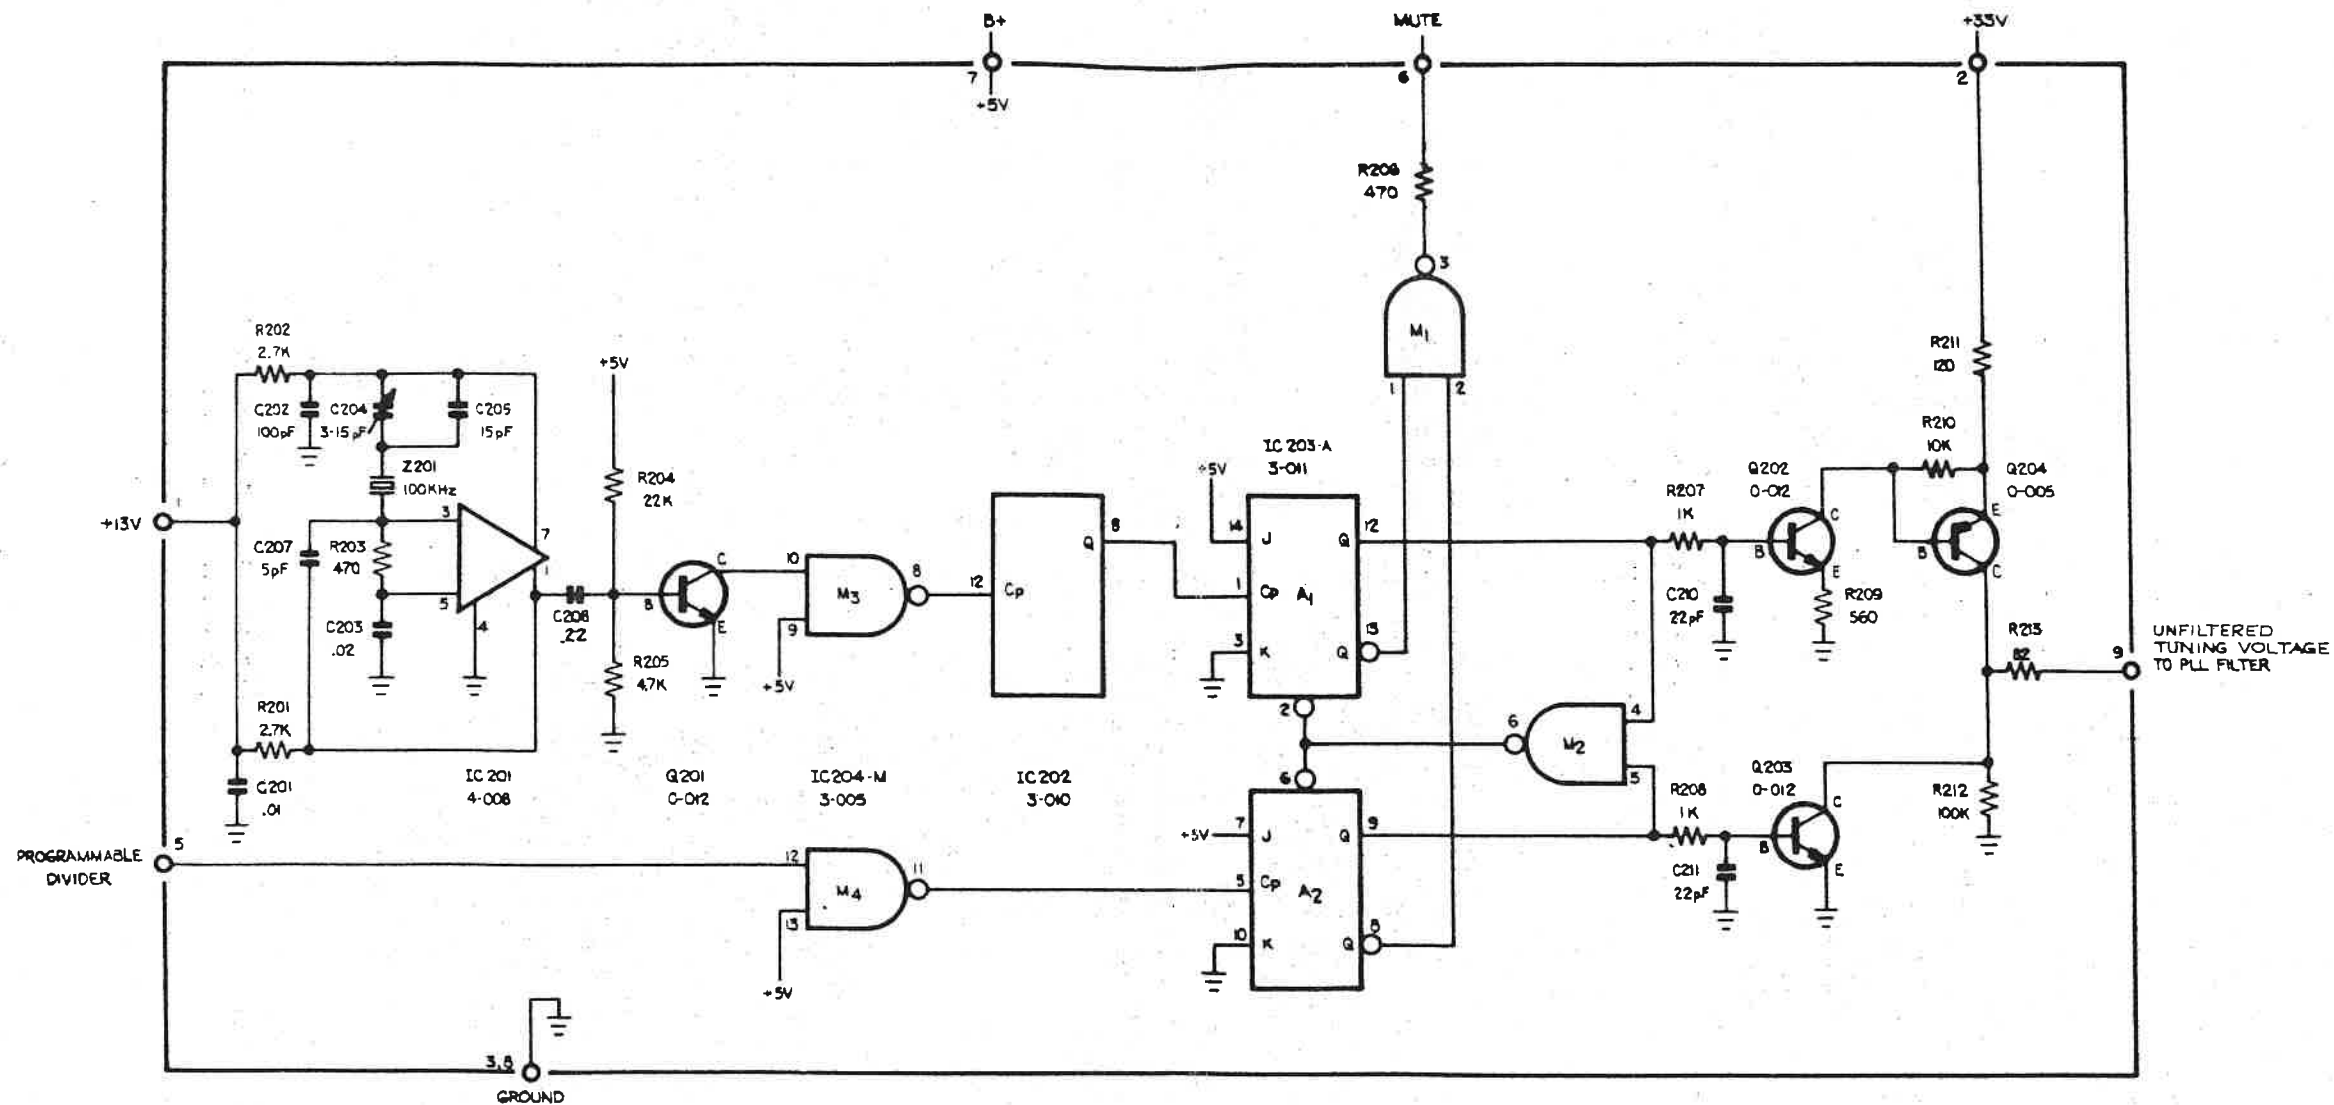 B+
7
+5V
MUTE
6
+33V
2
R206
470
3
M1
1
2
R202
2.7K
C202
100pF
C204
3-15pF
C205
15pF
Z201
100KHz
+13V
1
C207
5pF
R203
470
3
7
1
5
4
C203
.02
R201
2.7K
C201
.01
IC201
4-008
+5V
R204
22K
C208
.22
R205
4.7K
B
C
E
Q201
0-012
10
9
M3
8
+5V
IC204-M
3-005
12
Cp
Q
8
IC202
3-010
IC203-A
3-011
+5V
14
J
Q
12
1
Cp
A1
3
K
Q
13
2
6
M2
4
5
6
+5V
7
J
Q
9
5
Cp
A2
10
K
Q
8
R207
1K
C210
22pF
Q202
0-012
B
C
E
R209
560
R211
120
R210
10K
Q204
0-005
E
B
C
R213
82
9
UNFILTERED
TUNING VOLTAGE
TO PLL FILTER
R208
1K
C211
22pF
Q203
0-012
B
C
E
R212
100K
PROGRAMMABLE
DIVIDER
5
12
13
M4
11
+5V
3,8
GROUND